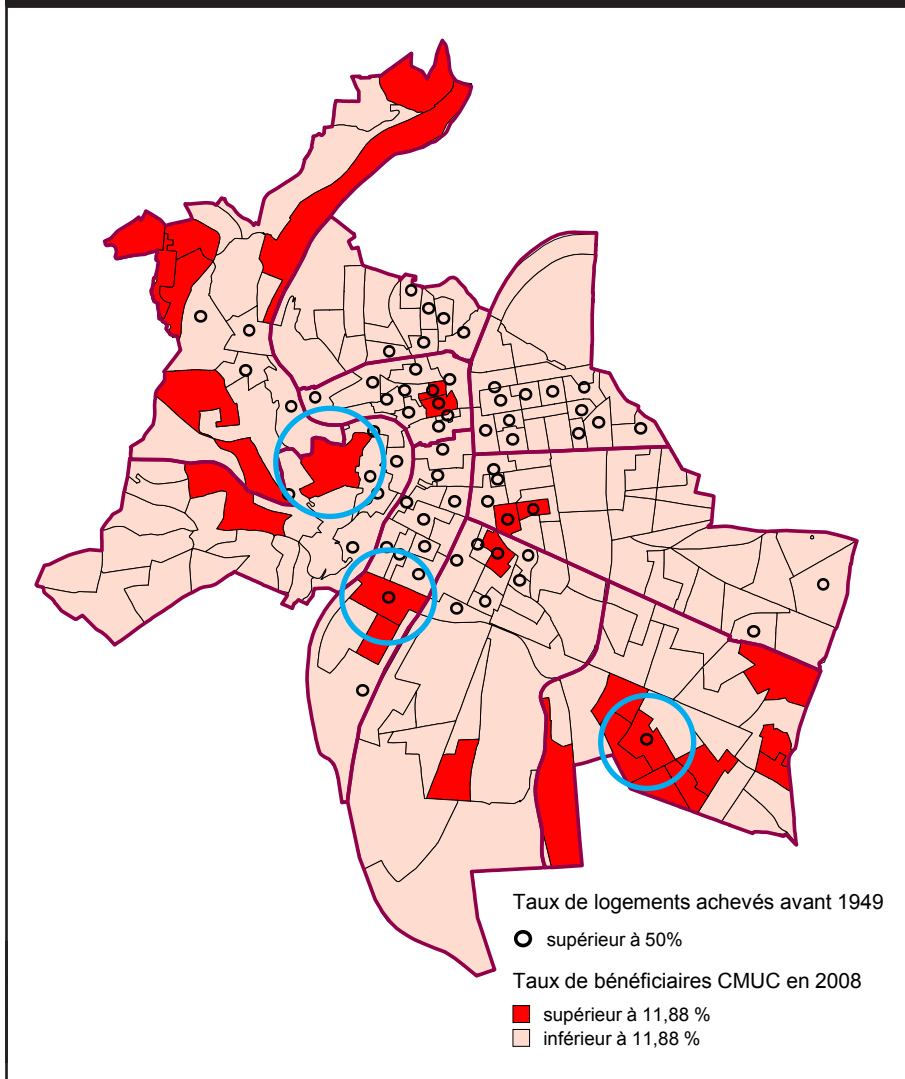 Taux de logements achevés avant 1949
supérieur à 50%
Taux de bénéficiaires CMUC en 2008
supérieur à 11,88 %
inférieur à 11,88 %